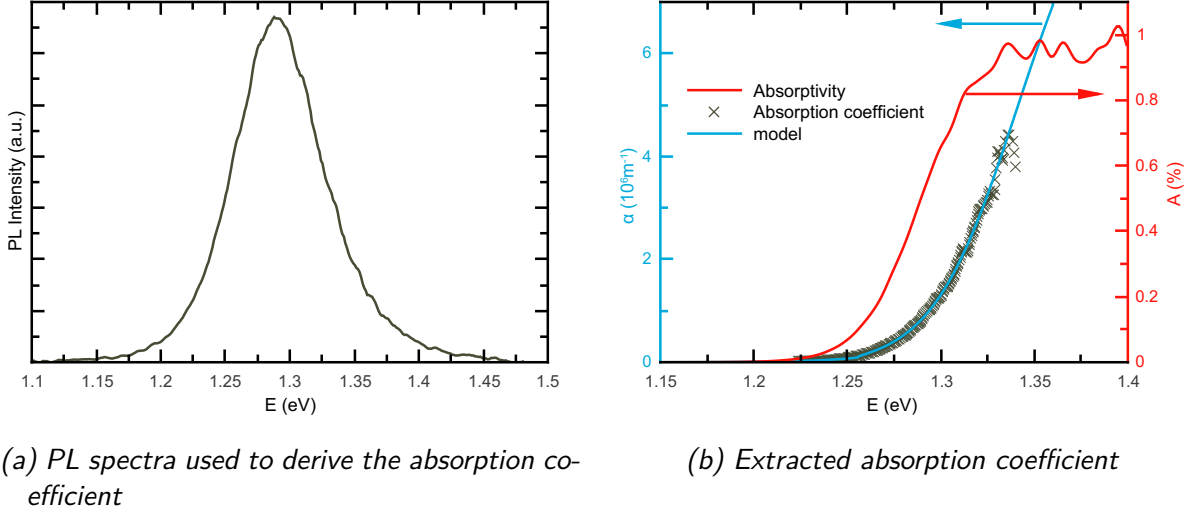 PL Intensity (a.u.)
1.1 1.15 1.2 1.25 1.3 1.35 1.4 1.45 1.5
E (eV)
(a) PL spectra used to derive the absorption co-
efficient
α (10⁶m⁻¹)
6
4
2
0
Absorptivity
Absorption coefficient
model
1
0.8
0.6
0.4
0.2
0
A (%)
1.15 1.2 1.25 1.3 1.35 1.4
E (eV)
(b) Extracted absorption coefficient